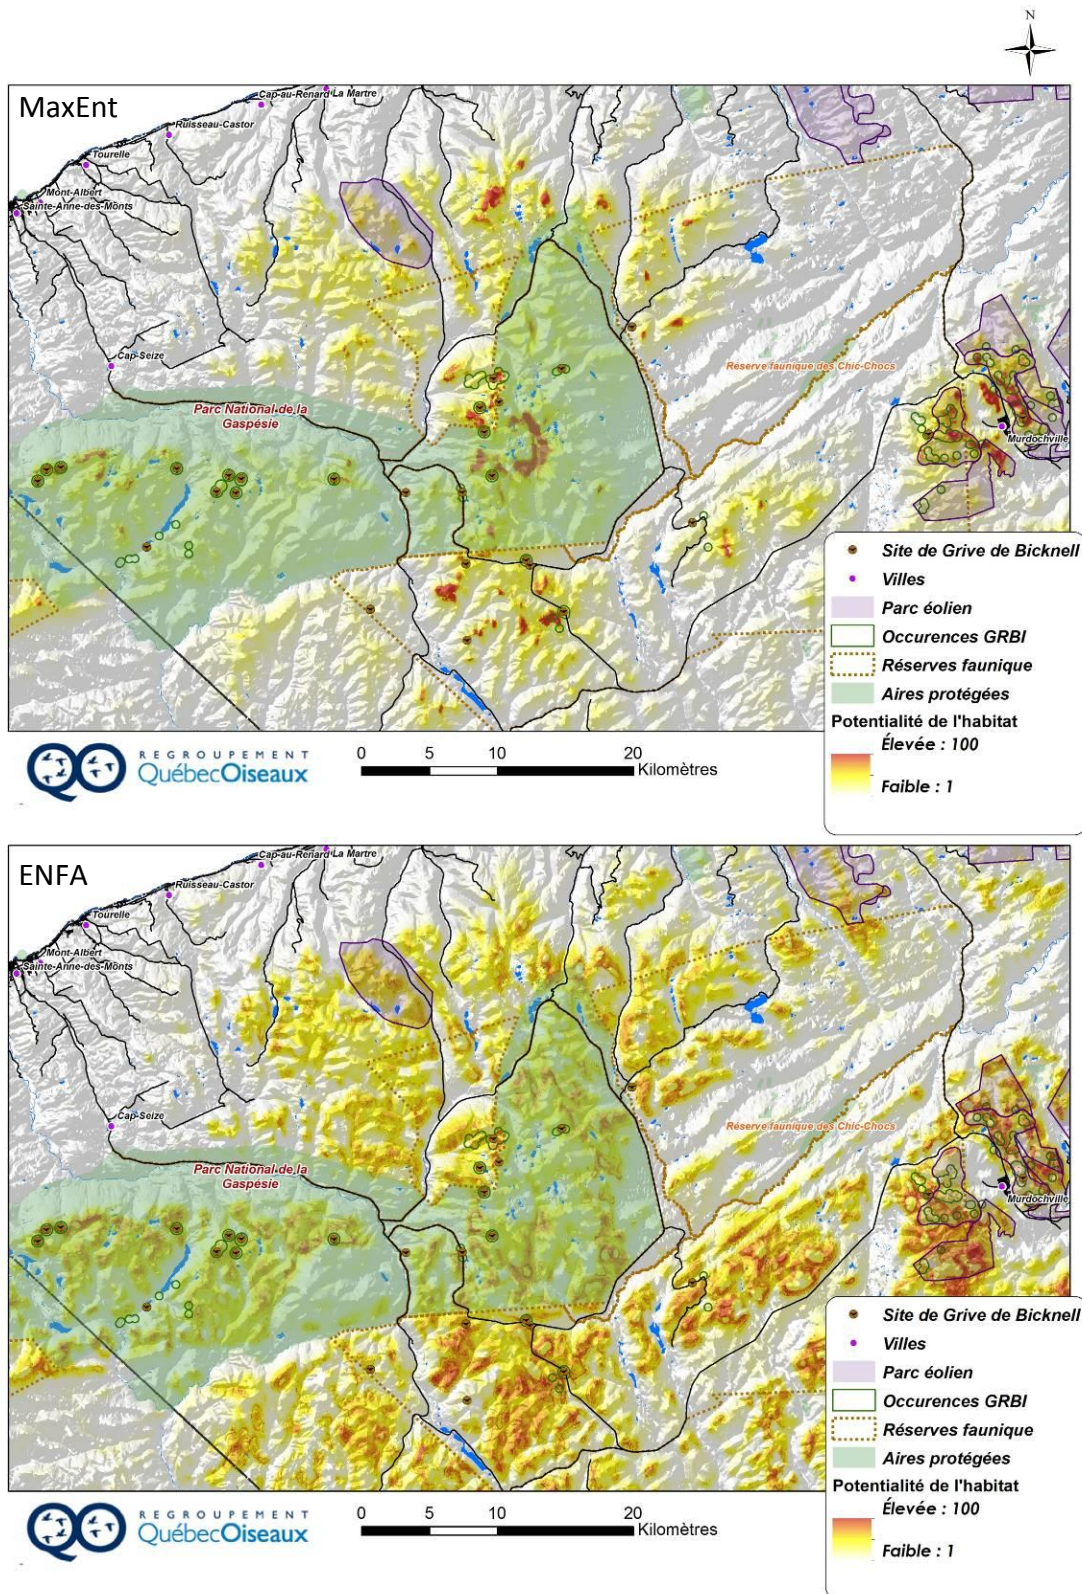 N
MaxEnt
Cap-au-Renard
La Martre
Ruisseau-Castor
Tourelle
Mont-Albert
Sainte-Anne-des-Monts
Cap-Seize
Réserve faunique des Chic-Chocs
Parc National de la
Gaspésie
Murdochville
Site de Grive de Bicknell
Villes
Parc éolien
Occurences GRBI
Réserves faunique
Aires protégées
Potentialité de l'habitat
Élevée : 100
Faible : 1
REGROUPEMENT
QuébecOiseaux
0 5 10 20
Kilomètres
ENFA
Cap-au-Renard
La Martre
Ruisseau-Castor
Tourelle
Mont-Albert
Sainte-Anne-des-Monts
Cap-Seize
Réserve faunique des Chic-Chocs
Parc National de la
Gaspésie
Murdochville
Site de Grive de Bicknell
Villes
Parc éolien
Occurences GRBI
Réserves faunique
Aires protégées
Potentialité de l'habitat
Élevée : 100
Faible : 1
REGROUPEMENT
QuébecOiseaux
0 5 10 20
Kilomètres